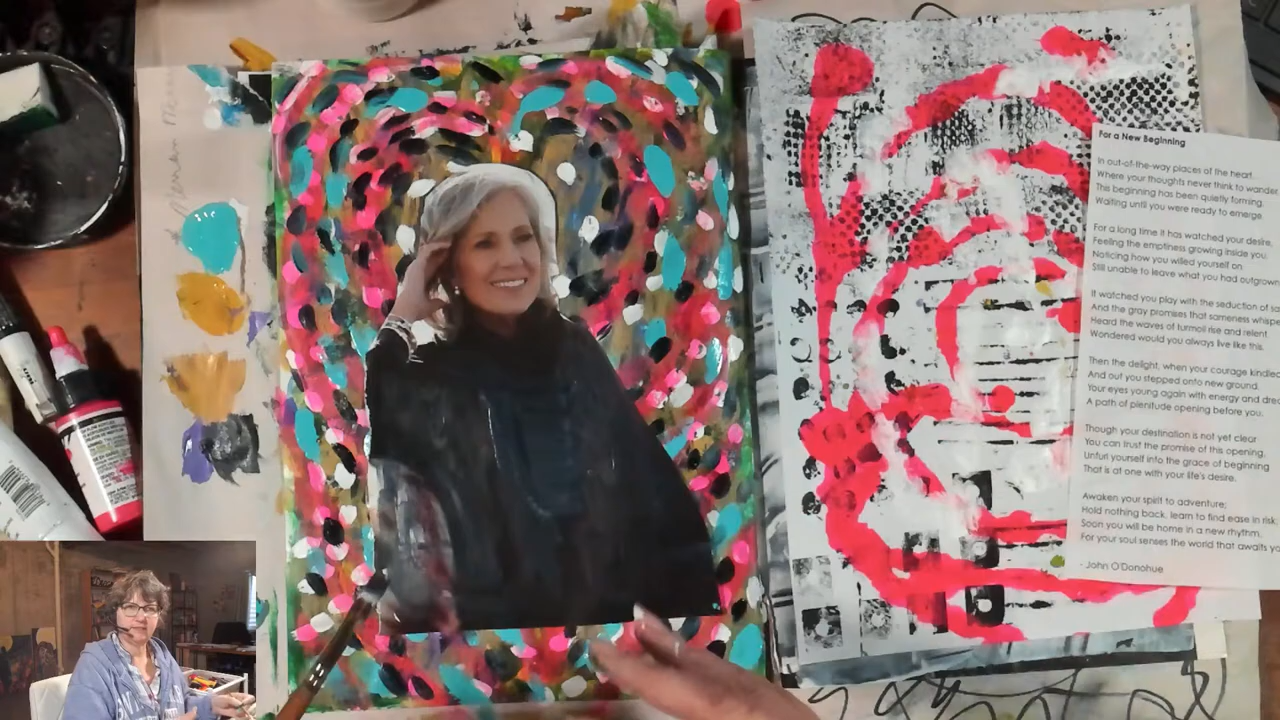 For a New Beginning
In out-of-the-way places of the heart,
Where your thoughts never think to wander
This beginning has been quietly forming,
Waiting until you were ready to emerge.
For a long time it has watched your desire,
Feeling the emptiness growing inside you,
Noticing how you willed yourself on,
Still unable to leave what you had outgrown
It watched you play with the seduction of
And the gray promises that sameness
Heard the waves of turmoil rise and relent,
Wondered would you always live like this.
Then the delight, when your courage kindled,
And out you stepped onto new ground,
Your eyes young again with energy and
A path of plenitude opening before you.
Though your destination is not yet clear
You can trust the promise of this opening;
Unfurl yourself into the grace of beginning
That is at one with your life's desire.
Awaken your spirit to adventure;
Hold nothing back, learn to find ease in risk
Soon you will be home in a new rhythm,
For your soul senses the world that awaits
- John O'Donohue